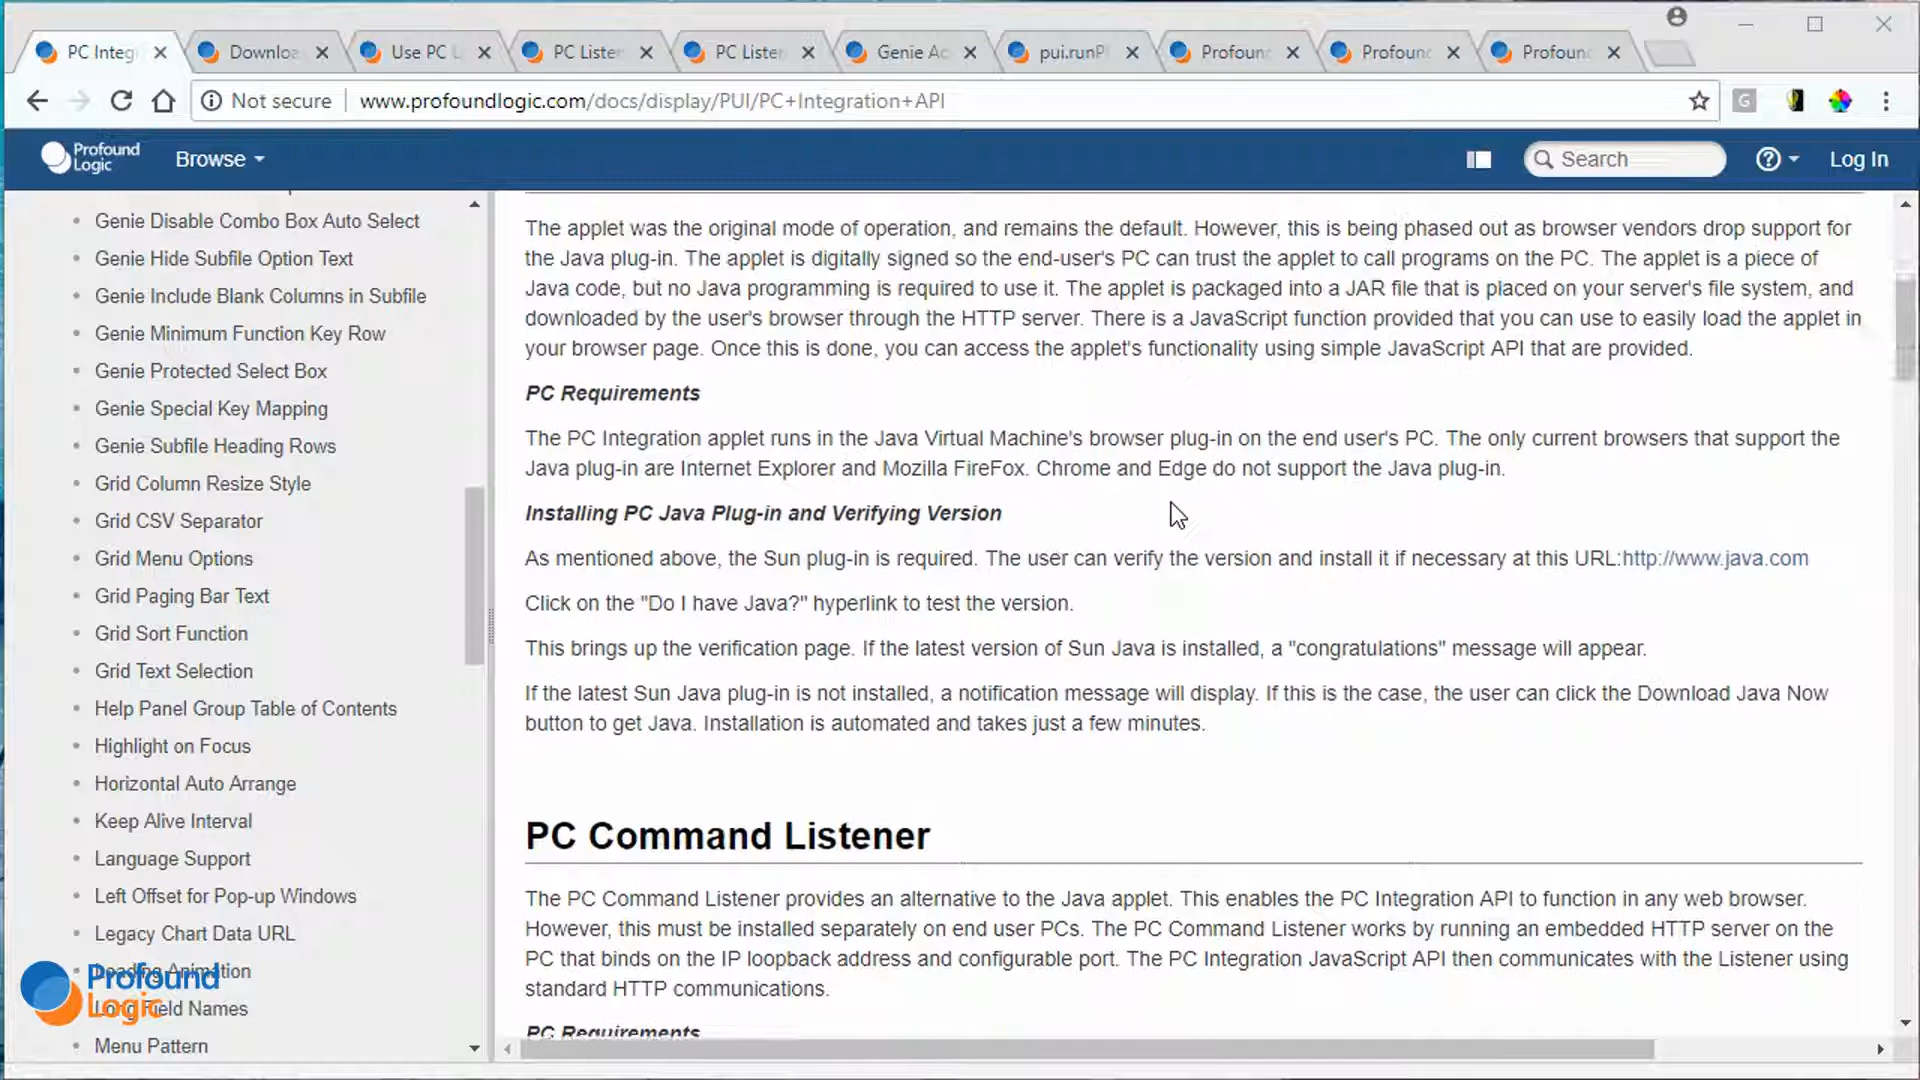 PC Integ
Downloa
Use PC L
PC Listen
PC Listen
Genie Ac
pui.runP
Profoun
Profoun
Profoun
Not secure
www.profoundlogic.com/docs/display/PUI/PC+Integration+API
G
Profound
Logic
Browse
Search
Log In
Genie Disable Combo Box Auto Select
Genie Hide Subfile Option Text
Genie Include Blank Columns in Subfile
Genie Minimum Function Key Row
Genie Protected Select Box
Genie Special Key Mapping
Genie Subfile Heading Rows
Grid Column Resize Style
Grid CSV Separator
Grid Menu Options
Grid Paging Bar Text
Grid Sort Function
Grid Text Selection
Help Panel Group Table of Contents
Highlight on Focus
Horizontal Auto Arrange
Keep Alive Interval
Language Support
Left Offset for Pop-up Windows
Legacy Chart Data URL
Loading Animation
Long Field Names
Menu Pattern
Profound
Logic
The applet was the original mode of operation, and remains the default. However, this is being phased out as browser vendors drop support for
the Java plug-in. The applet is digitally signed so the end-user's PC can trust the applet to call programs on the PC. The applet is a piece of
Java code, but no Java programming is required to use it. The applet is packaged into a JAR file that is placed on your server's file system, and
downloaded by the user's browser through the HTTP server. There is a JavaScript function provided that you can use to easily load the applet in
your browser page. Once this is done, you can access the applet's functionality using simple JavaScript API that are provided.
PC Requirements
The PC Integration applet runs in the Java Virtual Machine's browser plug-in on the end user's PC. The only current browsers that support the
Java plug-in are Internet Explorer and Mozilla FireFox. Chrome and Edge do not support the Java plug-in.
Installing PC Java Plug-in and Verifying Version
As mentioned above, the Sun plug-in is required. The user can verify the version and install it if necessary at this URL:http://www.java.com
Click on the "Do I have Java?" hyperlink to test the version.
This brings up the verification page. If the latest version of Sun Java is installed, a "congratulations" message will appear.
If the latest Sun Java plug-in is not installed, a notification message will display. If this is the case, the user can click the Download Java Now
button to get Java. Installation is automated and takes just a few minutes.
PC Command Listener
The PC Command Listener provides an alternative to the Java applet. This enables the PC Integration API to function in any web browser.
However, this must be installed separately on end user PCs. The PC Command Listener works by running an embedded HTTP server on the
PC that binds on the IP loopback address and configurable port. The PC Integration JavaScript API then communicates with the Listener using
standard HTTP communications.
PC Requirements